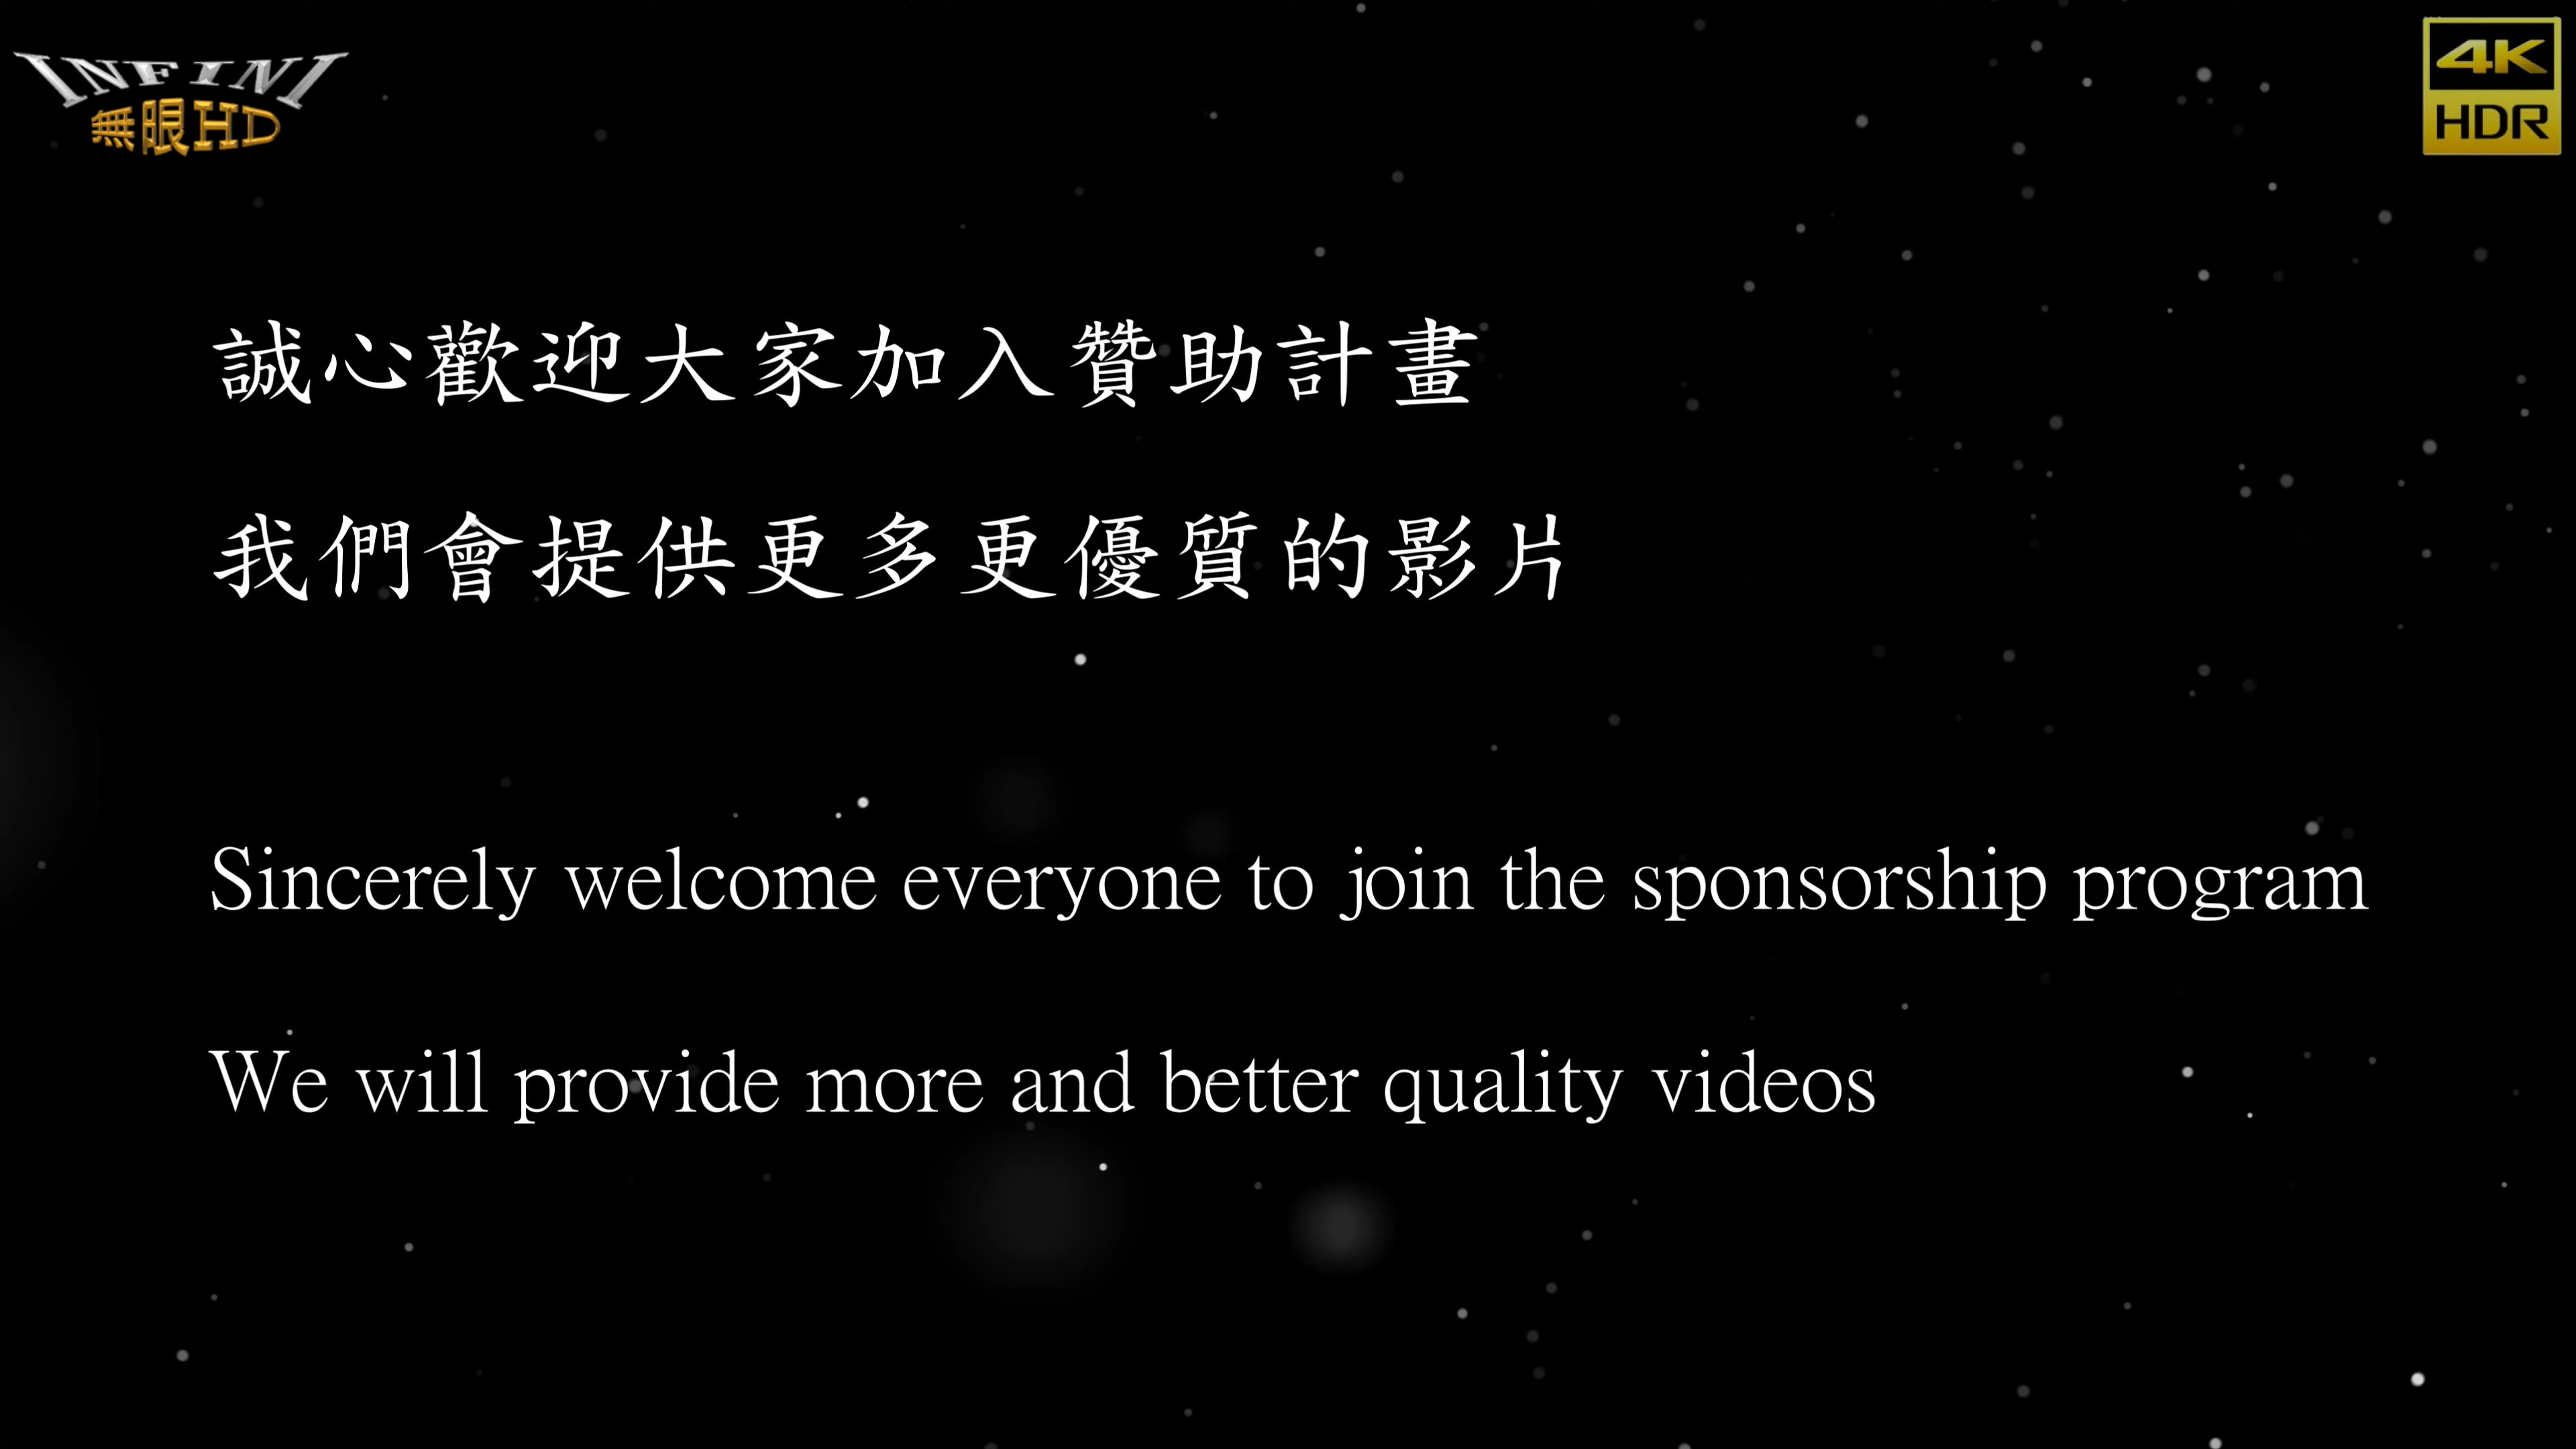 INFINI
無限HD
4K
HDR
誠心歡迎大家加入贊助計畫
我們會提供更多更優質的影片
Sincerely welcome everyone to join the sponsorship program
We will provide more and better quality videos